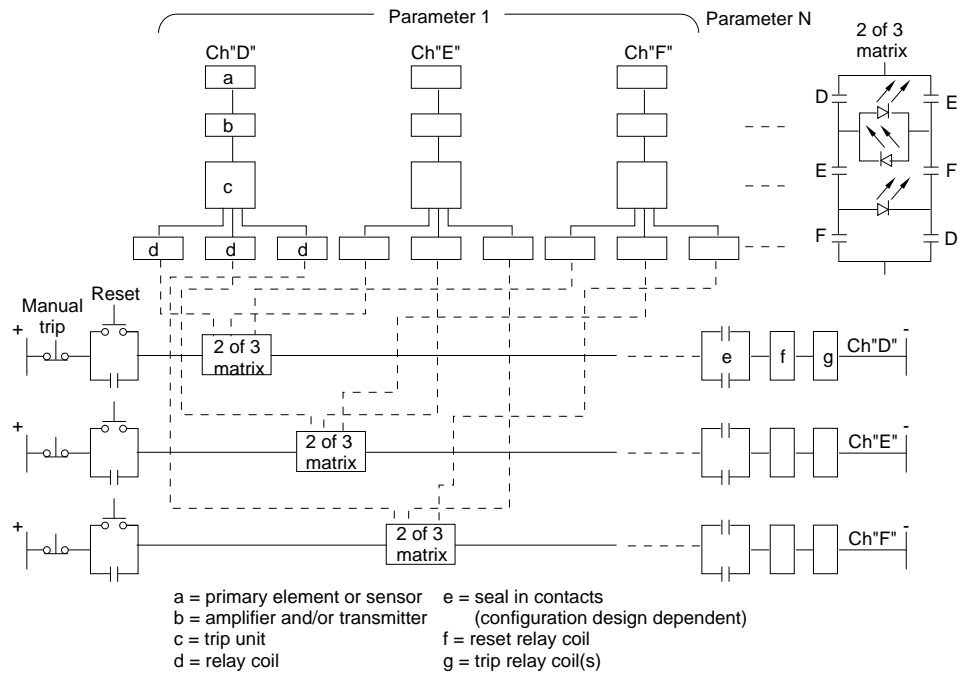 Parameter 1
Parameter N
Ch"D"
Ch"E"
Ch"F"
2 of 3
matrix
a
b
c
d
d
d
D
E
E
F
F
D
Manual
trip
Reset
+
2 of 3
matrix
e
f
g
Ch"D"
-
+
2 of 3
matrix
Ch"E"
-
+
2 of 3
matrix
Ch"F"
-
a = primary element or sensor
b = amplifier and/or transmitter
c = trip unit
d = relay coil
e = seal in contacts
(configuration design dependent)
f = reset relay coil
g = trip relay coil(s)